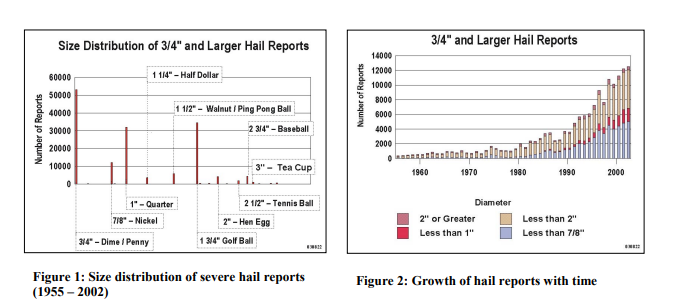 Size Distribution of 3/4" and Larger Hail Reports
60000
50000
40000
30000
20000
10000
0
Number of Reports
1 1/4" – Half Dollar
1 1/2" – Walnut / Ping Pong Ball
2 3/4" – Baseball
3" – Tea Cup
1" – Quarter
2 1/2" – Tennis Ball
7/8" – Nickel
2" – Hen Egg
3/4" – Dime / Penny
1 3/4" Golf Ball
Figure 1: Size distribution of severe hail reports
(1955 – 2002)
3/4" and Larger Hail Reports
14000
12000
10000
8000
6000
4000
2000
0
Number of Reports
1960 1970 1980 1990 2000
Diameter
2" or Greater Less than 2"
Less than 1" Less than 7/8"
Figure 2: Growth of hail reports with time